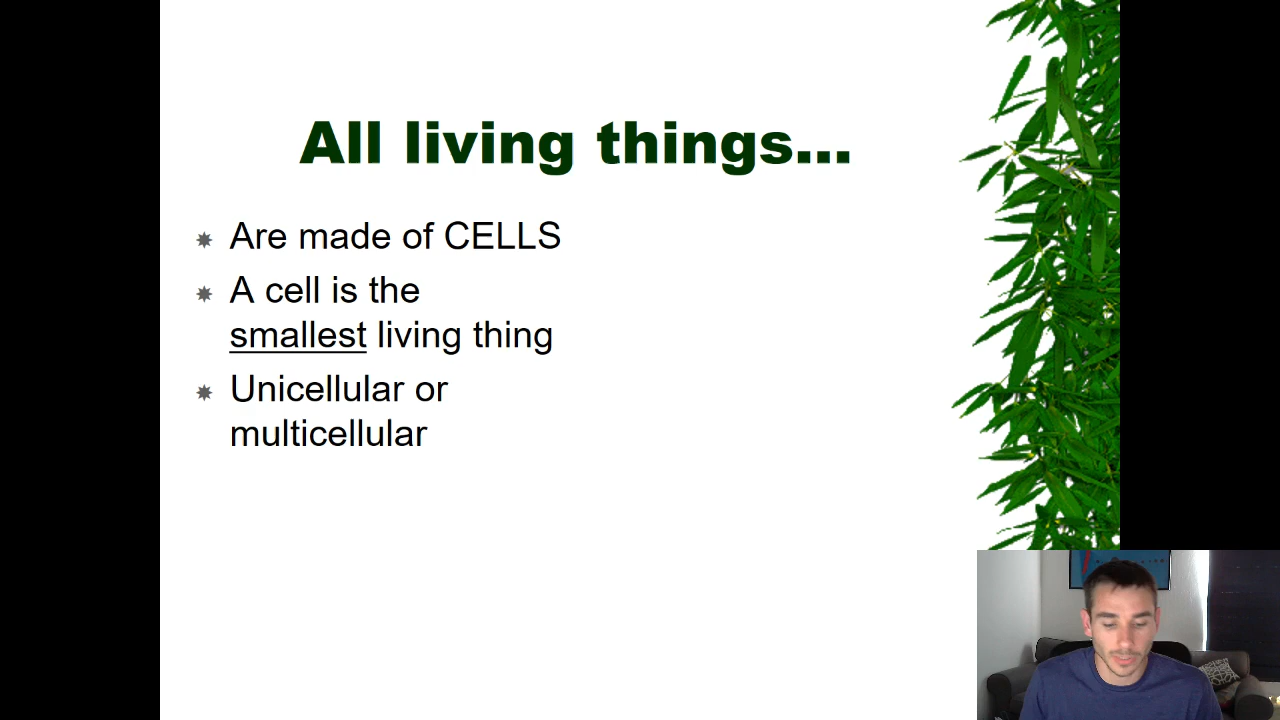 All living things...
Are made of CELLS
A cell is the
smallest living thing
Unicellular or
multicellular